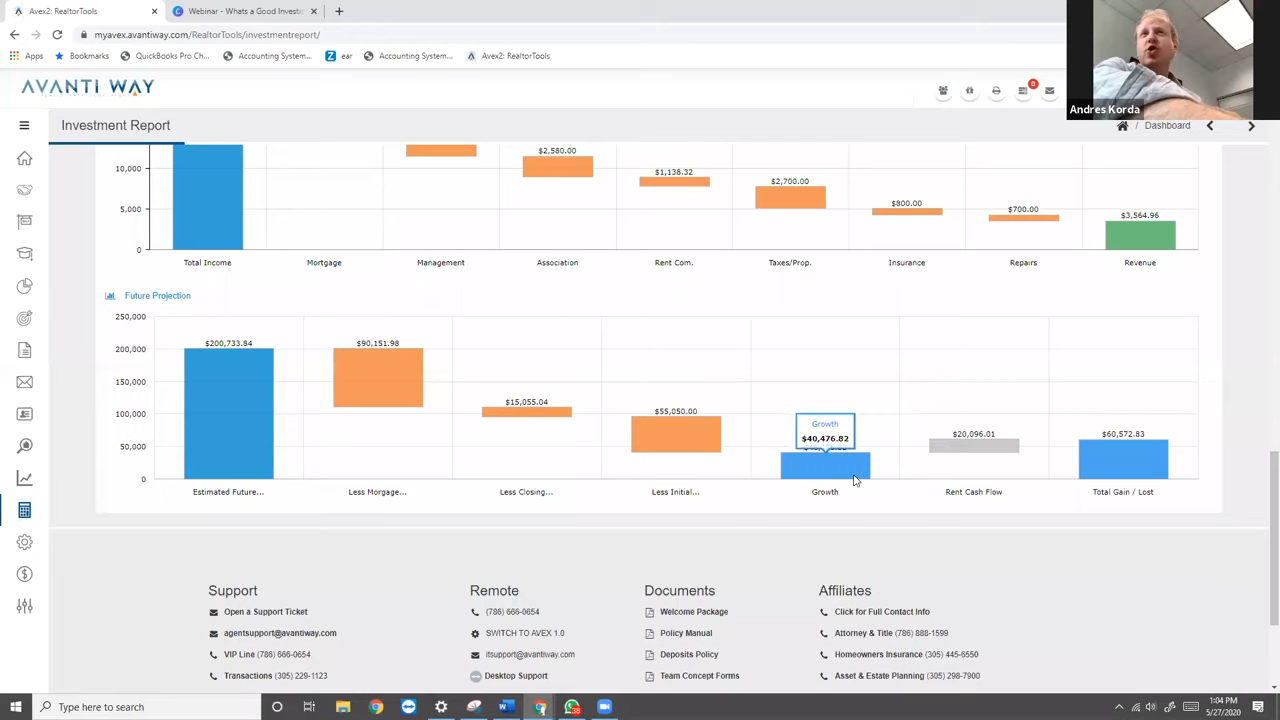 Avex2: RealtorTools
Webinar - Whats a Good Invest
myavex.avantiway.com/RealtorTools/investmentreport/
Apps
Bookmarks
QuickBooks Pro Ch...
Accounting System...
ear
Accounting System...
Avex2: RealtorTools
AVANTI WAY
0
Andres Korda
Investment Report
/ Dashboard
10,000
5,000
0
$2,580.00
$1,138.32
$2,700.00
$800.00
$700.00
$3,564.96
Total Income
Mortgage
Management
Association
Rent Com.
Taxes/Prop.
Insurance
Repairs
Revenue
Future Projection
250,000
200,000
150,000
100,000
50,000
0
$200,733.84
$90,151.98
$15,055.04
$55,050.00
Growth
$40,476.82
$20,096.01
$60,572.83
Estimated Future...
Less Morgage...
Less Closing...
Less Initial...
Growth
Rent Cash Flow
Total Gain / Lost
Support
Open a Support Ticket
agentsupport@avantiway.com
VIP Line (786) 666-0654
Transactions (305) 229-1123
Remote
(786) 666-0654
SWITCH TO AVEX 1.0
itsupport@avantiway.com
Desktop Support
Documents
Welcome Package
Policy Manual
Deposits Policy
Team Concept Forms
Affiliates
Click for Full Contact Info
Attorney & Title (786) 888-1599
Homeowners Insurance (305) 445-6550
Asset & Estate Planning (305) 298-7900
Type here to search
38
1:04 PM
5/27/2020